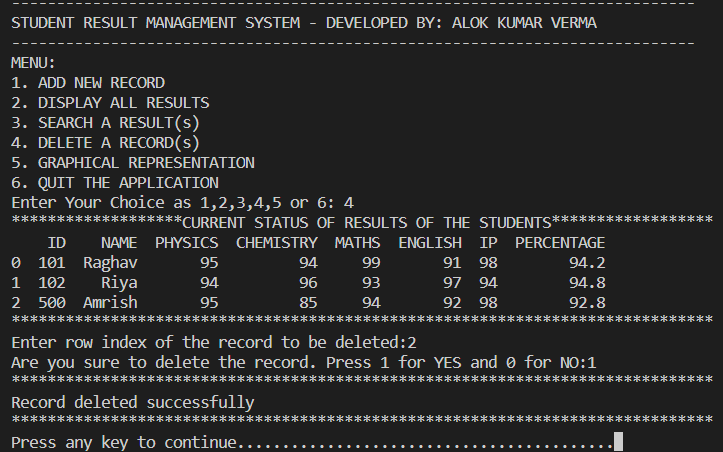 ----------------------------------------------------------------------------
STUDENT RESULT MANAGEMENT SYSTEM - DEVELOPED BY: ALOK KUMAR VERMA
----------------------------------------------------------------------------
MENU:
1. ADD NEW RECORD
2. DISPLAY ALL RESULTS
3. SEARCH A RESULT(s)
4. DELETE A RECORD(s)
5. GRAPHICAL REPRESENTATION
6. QUIT THE APPLICATION
Enter Your Choice as 1,2,3,4,5 or 6: 4
*******************CURRENT STATUS OF RESULTS OF THE STUDENTS******************
    ID    NAME  PHYSICS  CHEMISTRY  MATHS  ENGLISH  IP  PERCENTAGE
0  101  Raghav       95         94     99       91  98        94.2
1  102    Riya       94         96     93       97  94        94.8
2  500  Amrish       95         85     94       92  98        92.8
******************************************************************************
Enter row index of the record to be deleted:2
Are you sure to delete the record. Press 1 for YES and 0 for NO:1
******************************************************************************
Record deleted successfully
******************************************************************************
Press any key to continue..........................................